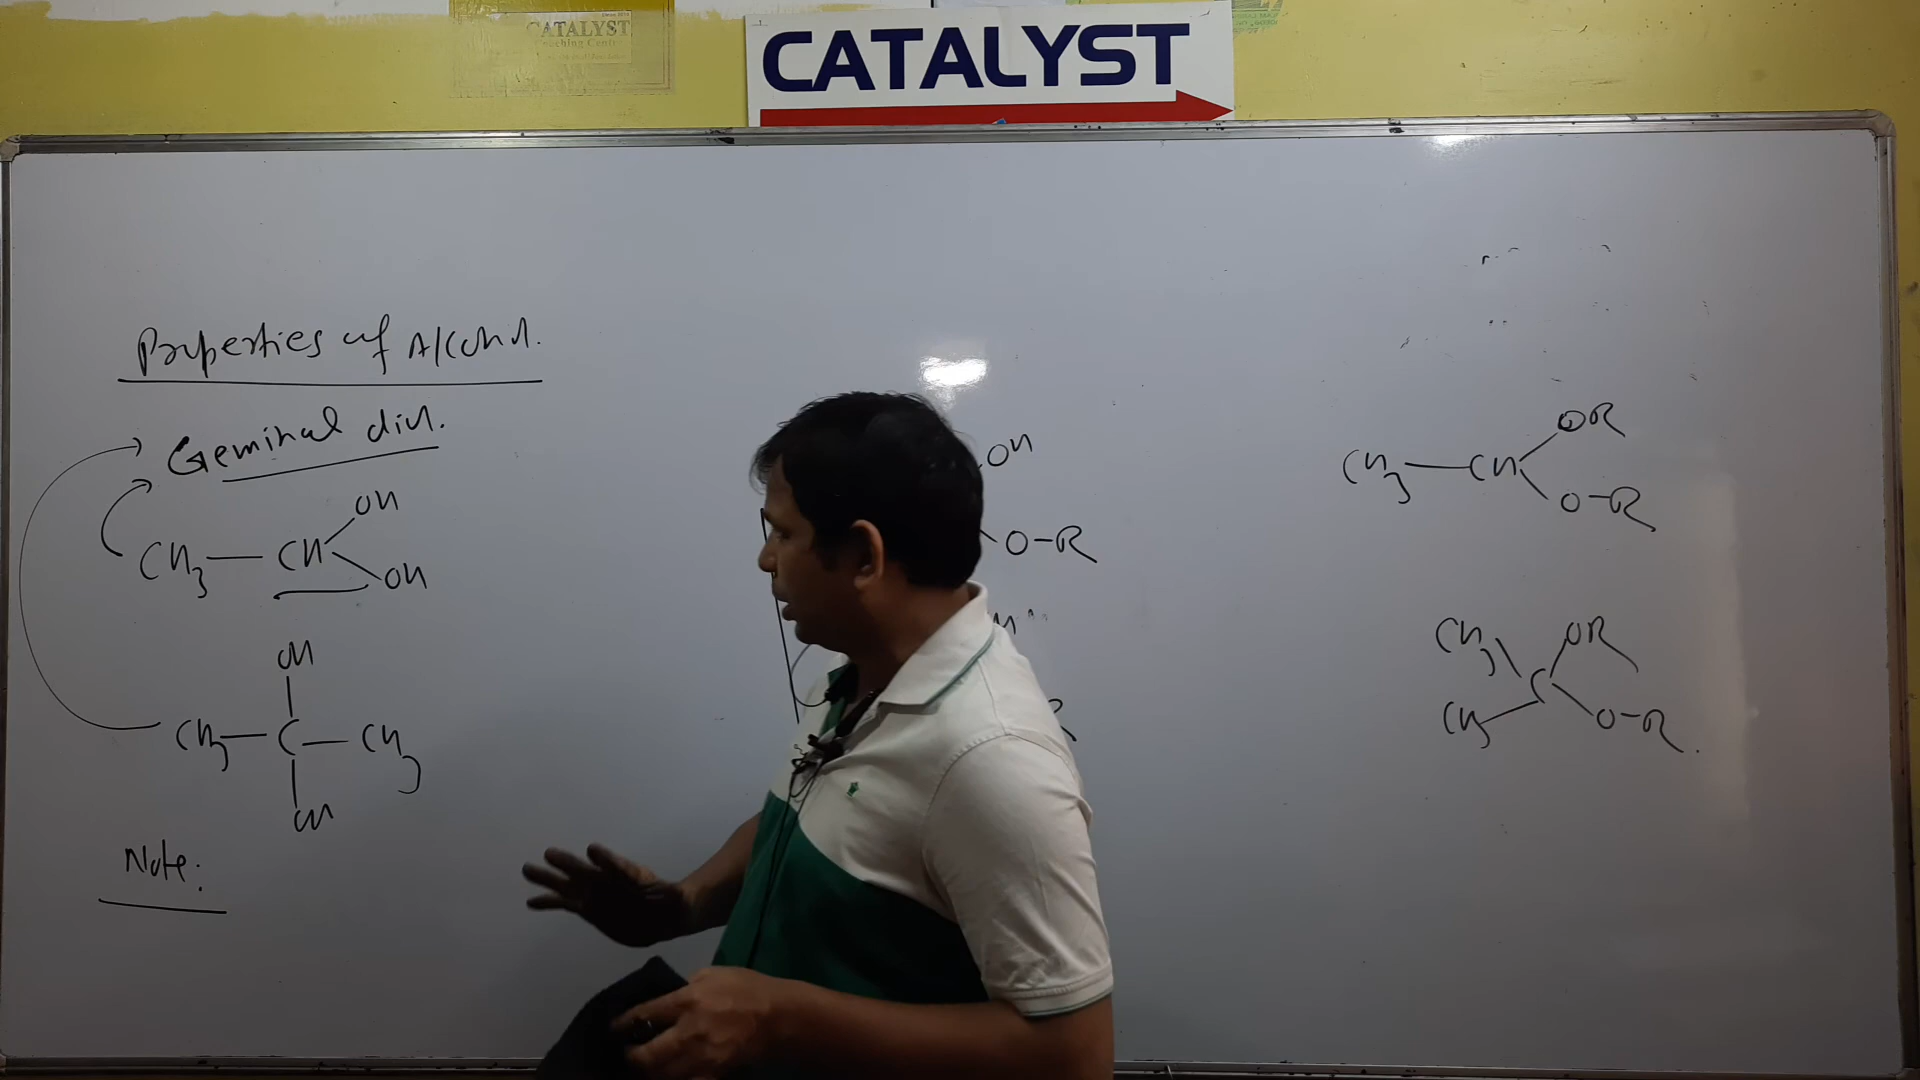 CATALYST
CATALYST
Properties of Alcohol.
Geminal diol.
OH
CH3—CH
OH
OH
CH3—C—CH3
OH
Note:
OH
O-R
OR
CH3—CH
O-R
CH3
OR
C
CH3
O-R.